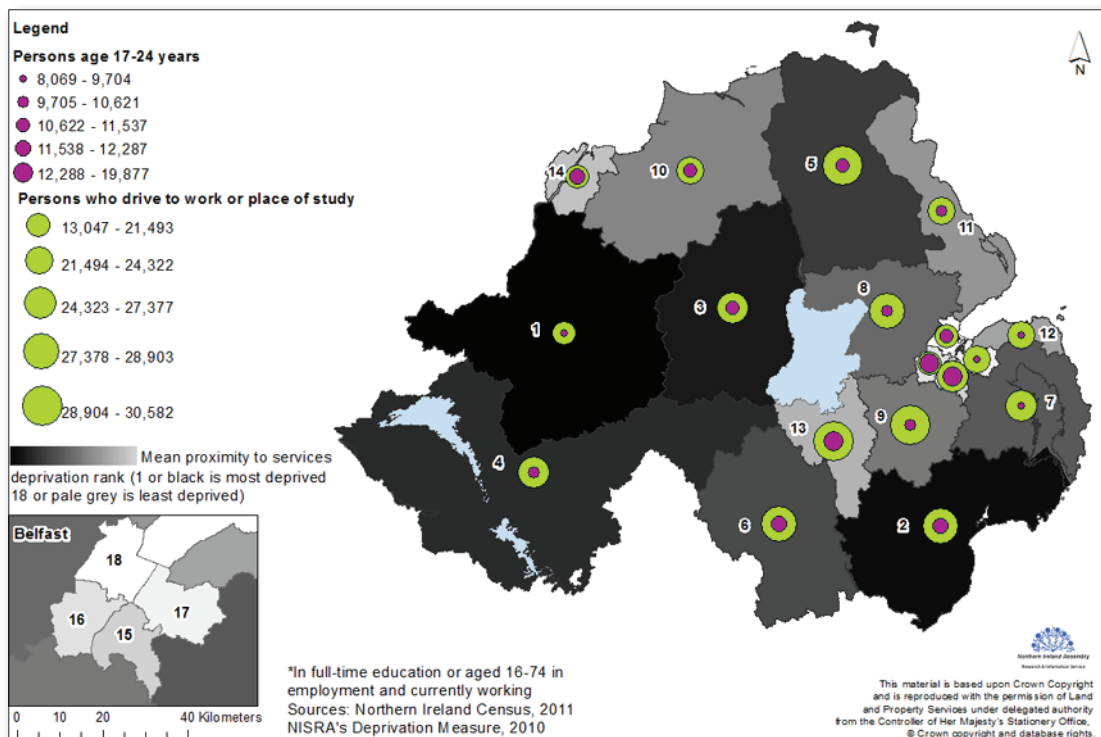 Legend
Persons age 17-24 years
8,069 - 9,704
9,705 - 10,621
10,622 - 11,537
11,538 - 12,287
12,288 - 19,877
Persons who drive to work or place of study
13,047 - 21,493
21,494 - 24,322
24,323 - 27,377
27,378 - 28,903
28,904 - 30,582
Mean proximity to services
deprivation rank (1 or black is most deprived
18 or pale grey is least deprived)
Belfast
18
16
17
15
0 10 20 40 Kilometers
N
5
14
10
11
8
3
1
12
7
9
13
4
6
2
*In full-time education or aged 16-74 in
employment and currently working
Sources: Northern Ireland Census, 2011
NISRA's Deprivation Measure, 2010
Northern Ireland Assembly
Research & Information Service
This material is based upon Crown Copyright
and is reproduced with the permission of Land
and Property Services under delegated authority
from the Controller of Her Majesty's Stationery Office,
© Crown copyright and database rights.